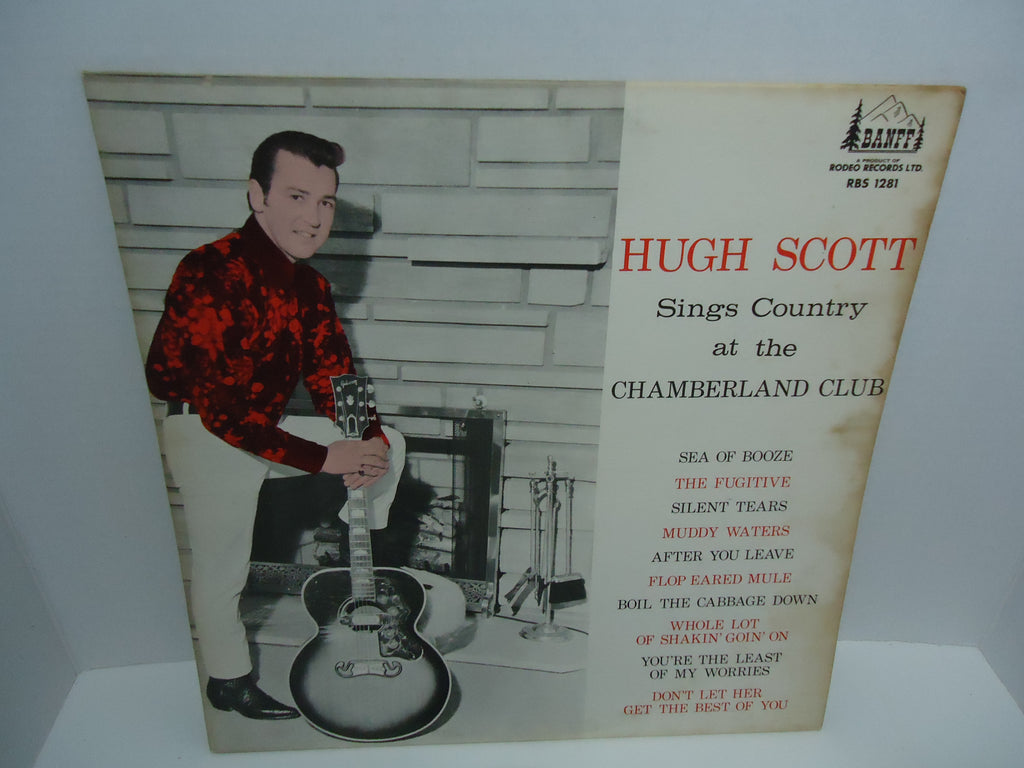 BANFF
A PRODUCT OF
RODEO RECORDS LTD.
RBS 1281
HUGH SCOTT
Sings Country
at the
CHAMBERLAND CLUB
SEA OF BOOZE
THE FUGITIVE
SILENT TEARS
MUDDY WATERS
AFTER YOU LEAVE
FLOP EARED MULE
BOIL THE CABBAGE DOWN
WHOLE LOT
OF SHAKIN' GOIN' ON
YOU'RE THE LEAST
OF MY WORRIES
DON'T LET HER
GET THE BEST OF YOU
Gibson